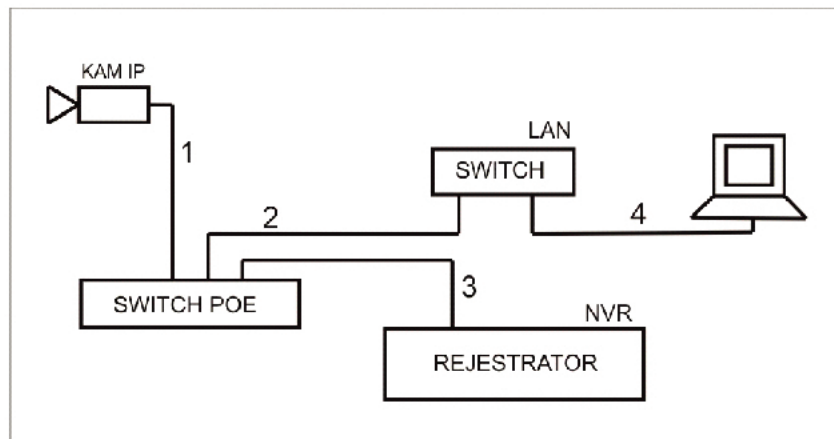 KAM IP
1
LAN
SWITCH
2
4
3
SWITCH POE
NVR
REJESTRATOR